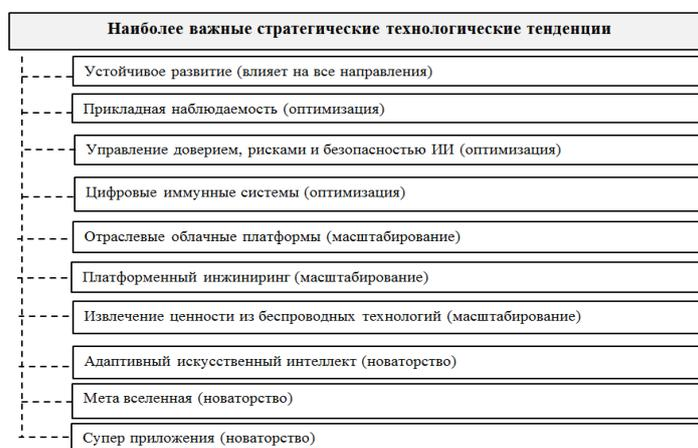 Наиболее важные стратегические технологические тенденции
Устойчивое развитие (влияет на все направления)
Прикладная наблюдаемость (оптимизация)
Управление доверием, рисками и безопасностью ИИ (оптимизация)
Цифровые иммунные системы (оптимизация)
Отраслевые облачные платформы (масштабирование)
Платформенный инжиниринг (масштабирование)
Извлечение ценности из беспроводных технологий (масштабирование)
Адаптивный искусственный интеллект (новаторство)
Мета вселенная (новаторство)
Супер приложения (новаторство)